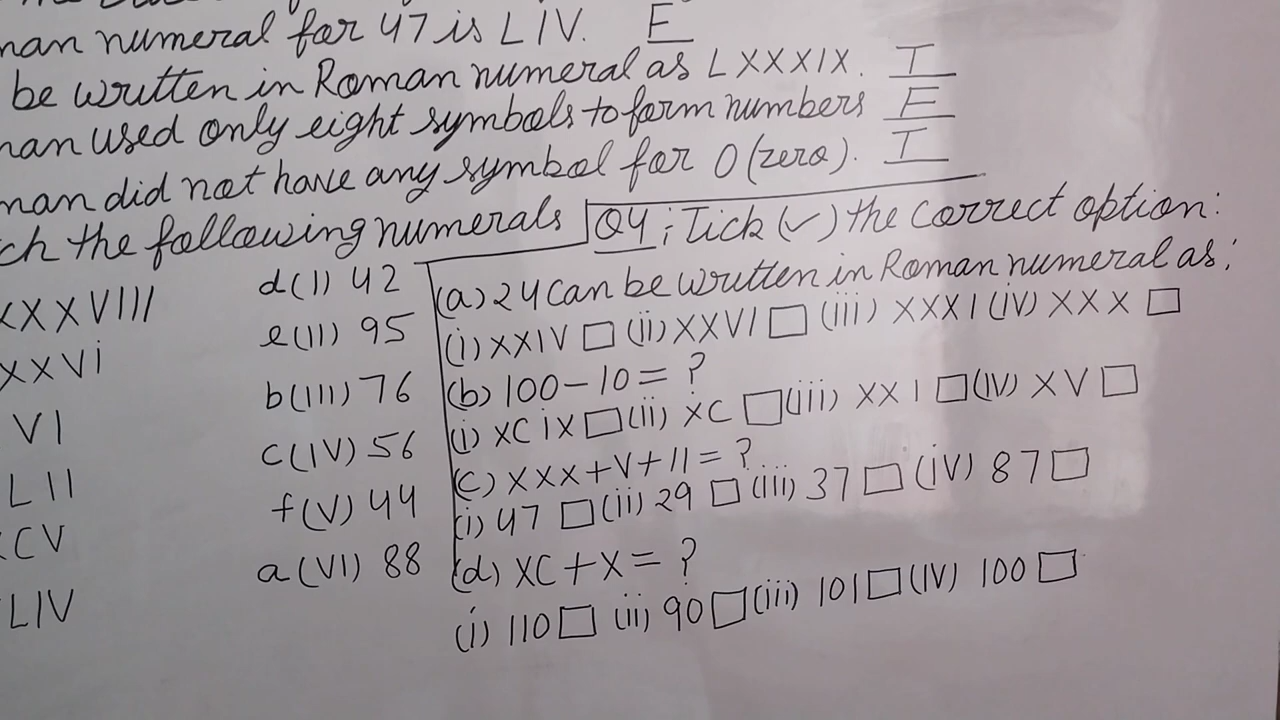 man numeral for 47 is LIV. F
be written in Roman numeral as LXXXIX. T
man used only eight symbols to form numbers F
man did not have any symbol for 0 (zero). T
ch the following numerals
XXXVIII d(I) 42
XXVi e(II) 95
VI b(III) 76
LII c(IV) 56
XCV f(V) 44
LIV a(VI) 88
Q4; Tick (✓) the correct option:
(a) 24 can be written in Roman numeral as;
(i) XXIV □ (ii) XXVI □ (iii) XXXI (iv) XXX □
(b) 100-10= ?
(i) XCiX □ (ii) XC □ (iii) XXI □ (IV) XV □
(c) XXX+V+II= ?
(i) 47 □ (ii) 29 □ (iii) 37 □ (iV) 87 □
(d) XC+X= ?
(i) 110 □ (ii) 90 □ (iii) 101 □ (IV) 100 □